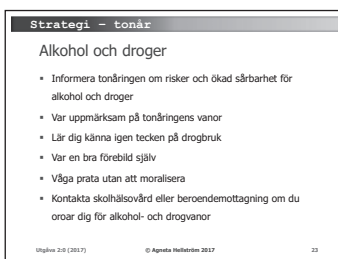 Strategi – tonår
Alkohol och droger
▪ Informera tonåringen om risker och ökad sårbarhet för
alkohol och droger
▪ Var uppmärksam på tonåringens vanor
▪ Lär dig känna igen tecken på drogbruk
▪ Var en bra förebild själv
▪ Våga prata utan att moralisera
▪ Kontakta skolhälsovård eller beroendemottagning om du
oroar dig för alkohol- och drogvanor
Utgåva 2:0 (2017) © Agneta Hellström 2017 23